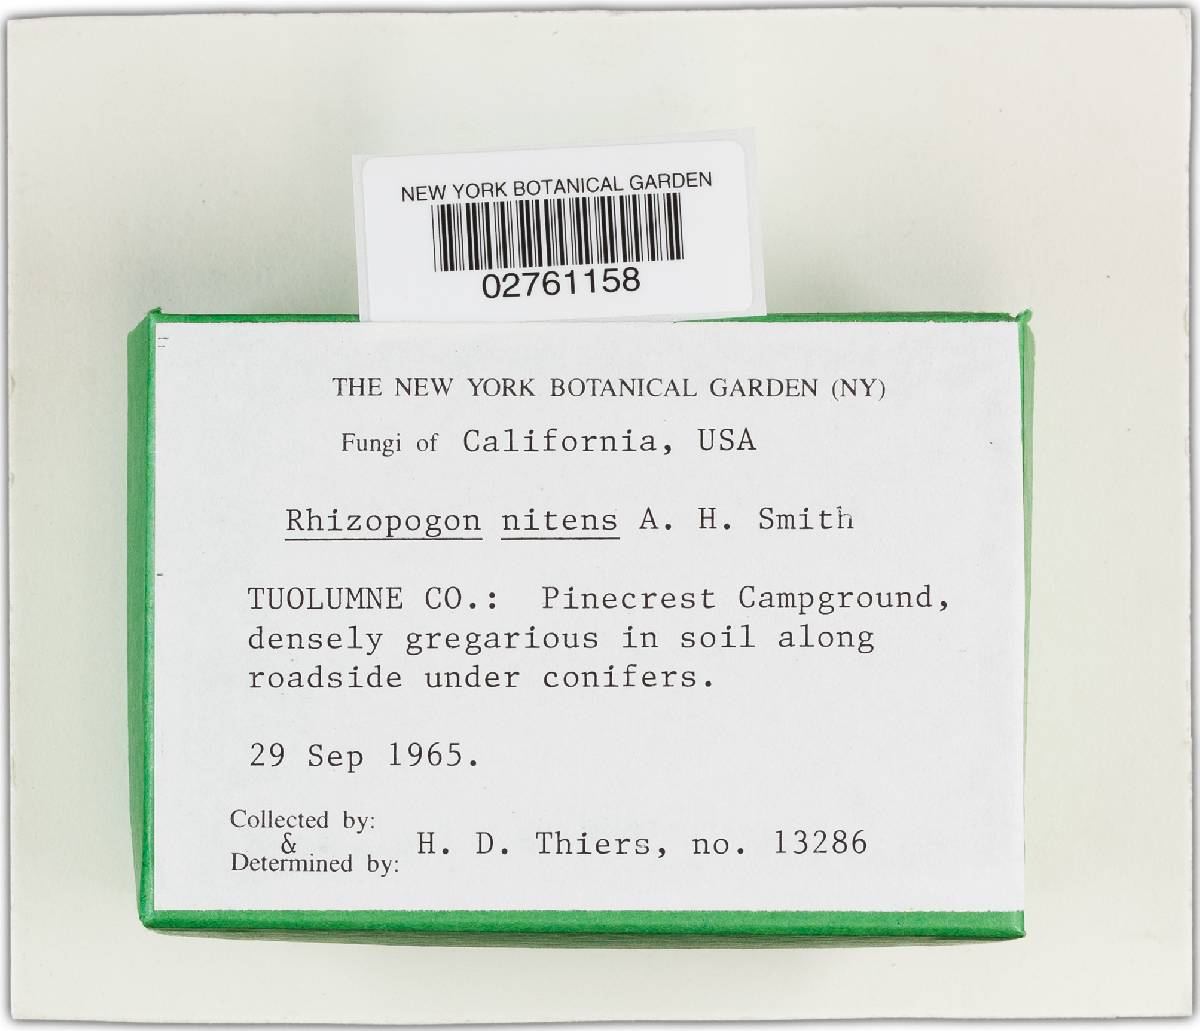 NEW YORK BOTANICAL GARDEN
02761158
THE NEW YORK BOTANICAL GARDEN (NY)
Fungi of California, USA
Rhizopogon nitens A. H. Smith
TUOLUMNE CO.: Pinecrest Campground,
densely gregarious in soil along
roadside under conifers.
29 Sep 1965.
Collected by:
&
Determined by:
H. D. Thiers, no. 13286